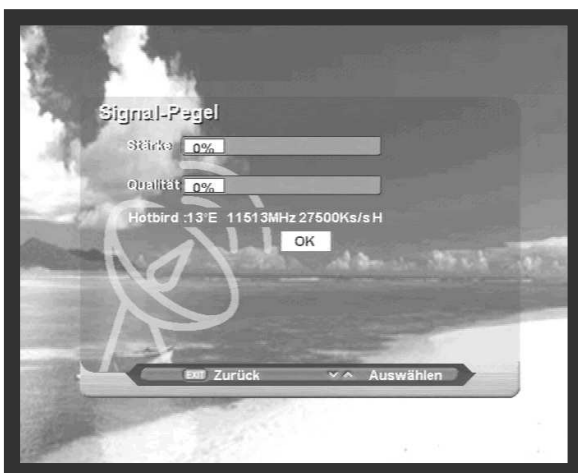 Signal-Pegel
Stärke 0%
Qualität 0%
Hotbird :13°E 11513MHz 27500Ks/s H
OK
EXIT Zurück Auswählen